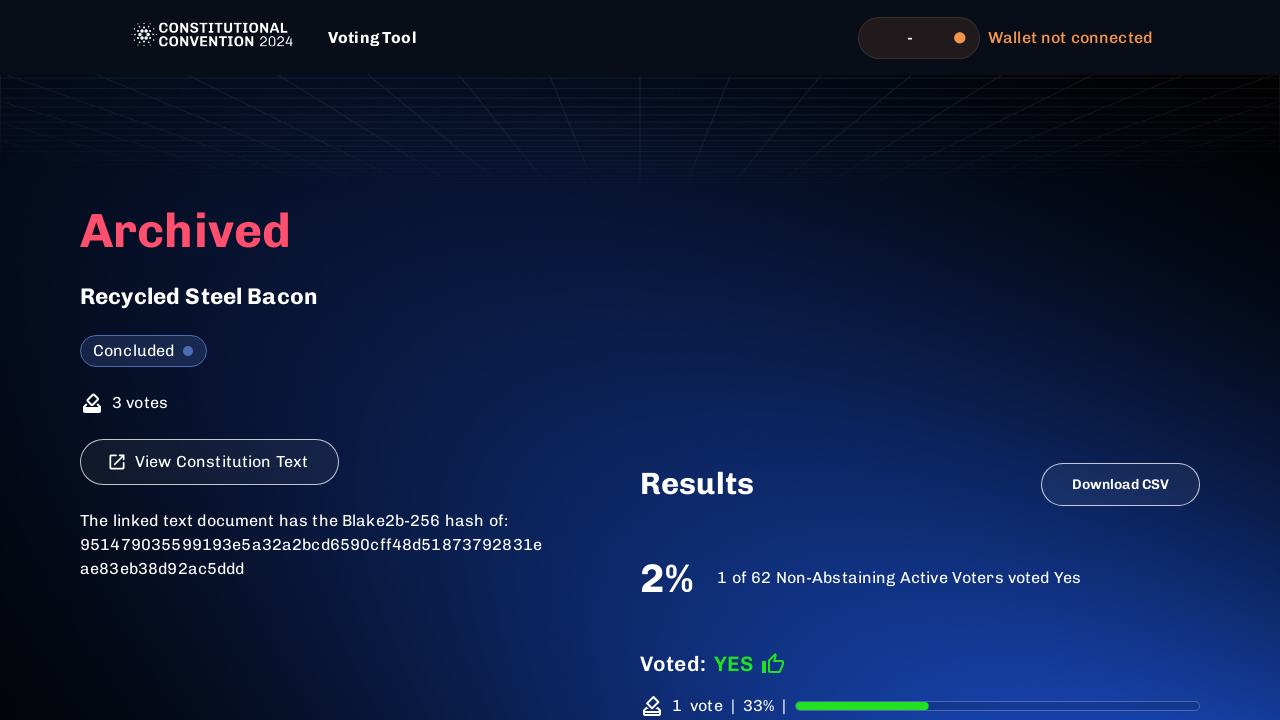 CONSTITUTIONAL
CONVENTION 2024
Voting Tool
-
Wallet not connected
Archived
Recycled Steel Bacon
Concluded
3 votes
View Constitution Text
The linked text document has the Blake2b-256 hash of:
951479035599193e5a32a2bcd6590cff48d51873792831e
ae83eb38d92ac5ddd
Results
Download CSV
2%
1 of 62 Non-Abstaining Active Voters voted Yes
Voted: YES
1 vote | 33% |